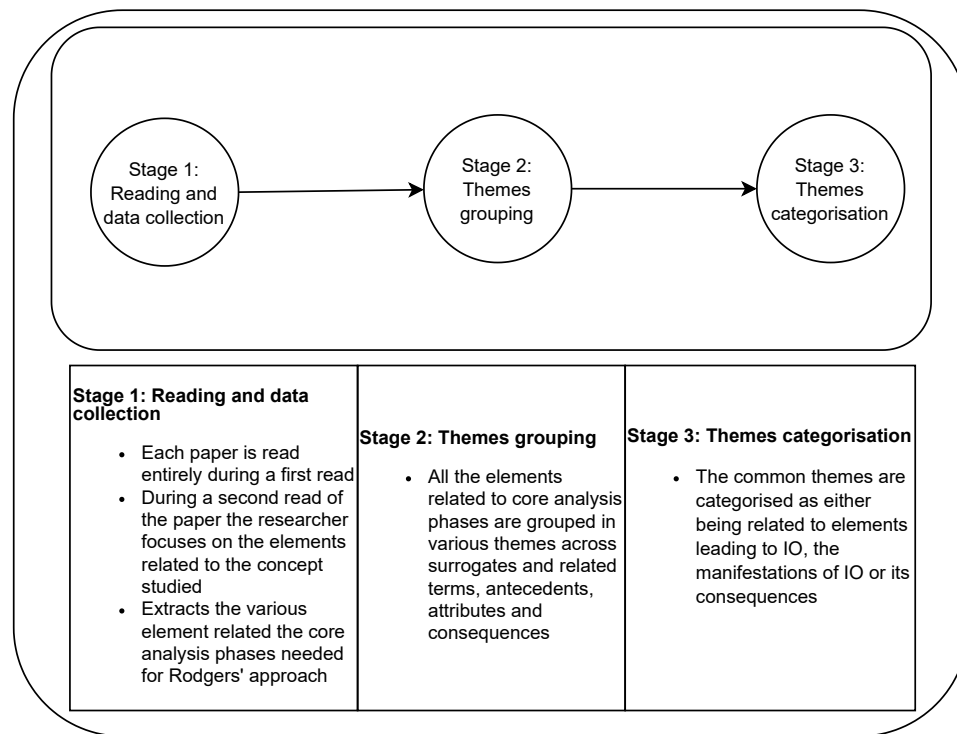 Stage 1:
Reading and
data collection
Stage 2:
Themes
grouping
Stage 3:
Themes
categorisation
Stage 1: Reading and data
collection
• Each paper is read
entirely during a first read
• During a second read of
the paper the researcher
focuses on the elements
related to the concept
studied
• Extracts the various
element related the core
analysis phases needed
for Rodgers' approach
Stage 2: Themes grouping
• All the elements
related to core analysis
phases are grouped in
various themes across
surrogates and related
terms, antecedents,
attributes and
consequences
Stage 3: Themes categorisation
• The common themes are
categorised as either
being related to elements
leading to IO, the
manifestations of IO or its
consequences